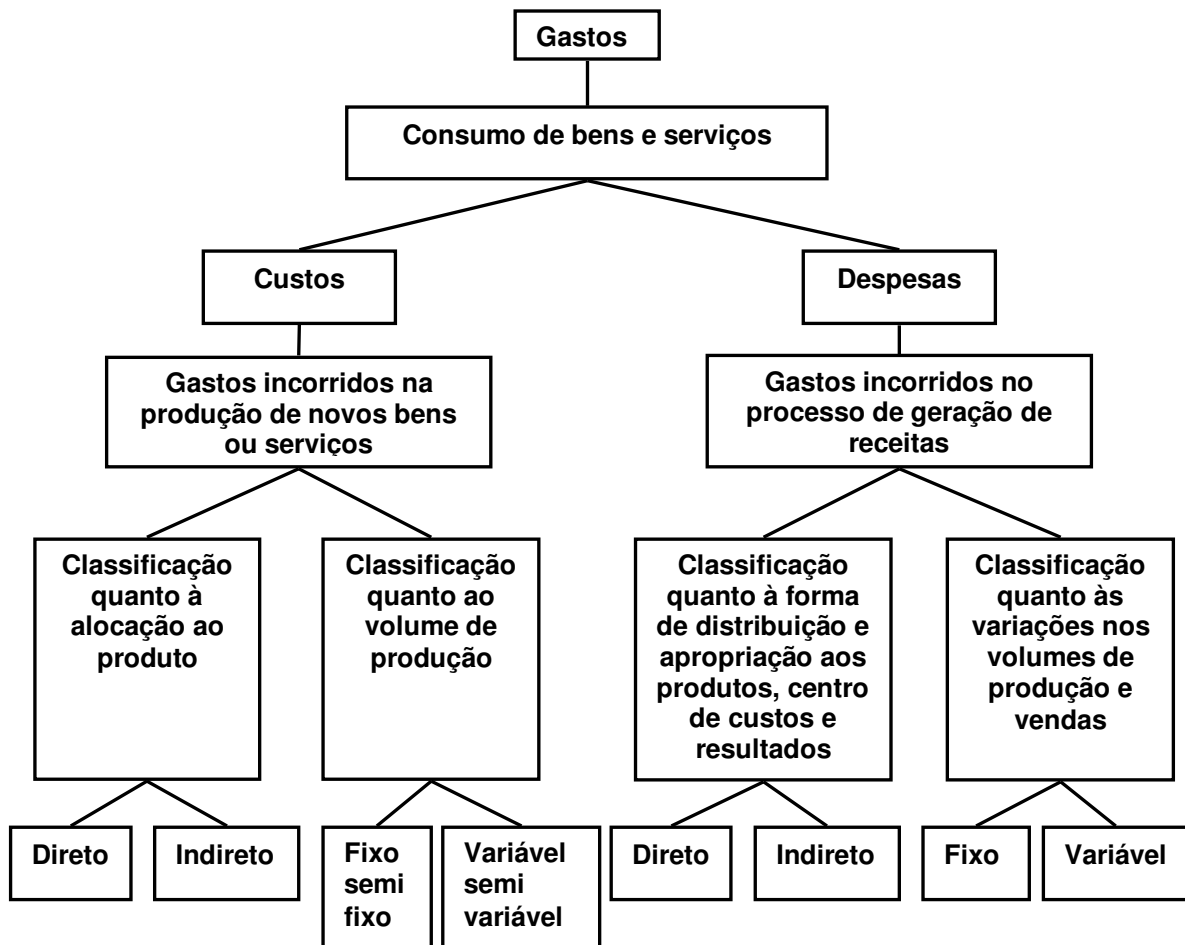 Gastos
Consumo de bens e serviços
Custos
Despesas
Gastos incorridos na
produção de novos bens
ou serviços
Gastos incorridos no
processo de geração de
receitas
Classificação
quanto à
alocação ao
produto
Classificação
quanto ao
volume de
produção
Classificação
quanto à forma
de distribuição e
apropriação aos
produtos, centro
de custos e
resultados
Classificação
quanto às
variações nos
volumes de
produção e
vendas
Direto
Indireto
Fixo
semi
fixo
Variável
semi
variável
Direto
Indireto
Fixo
Variável